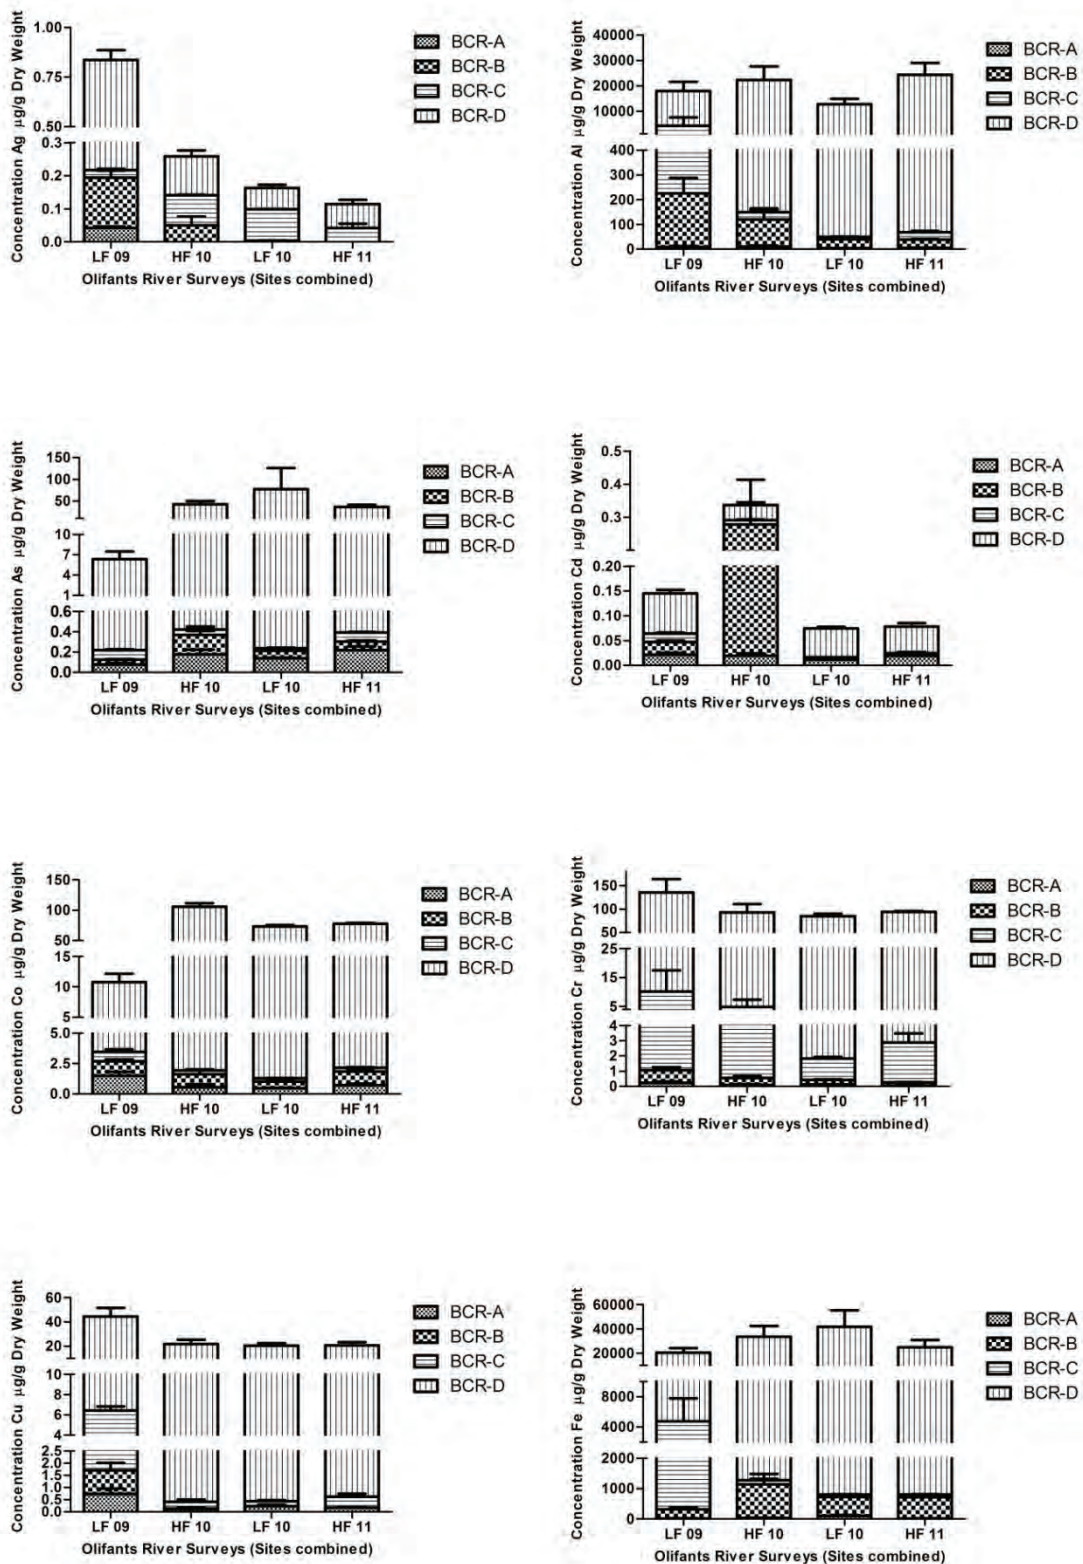 Concentration Ag µg/g Dry Weight
1.00
0.75
0.50
0.3
0.2
0.1
0.0
LF 09 HF 10 LF 10 HF 11
Olifants River Surveys (Sites combined)
BCR-A
BCR-B
BCR-C
BCR-D
Concentration Al µg/g Dry Weight
40000
30000
20000
10000
400
300
200
100
0
LF 09 HF 10 LF 10 HF 11
Olifants River Surveys (Sites combined)
BCR-A
BCR-B
BCR-C
BCR-D
Concentration As µg/g Dry Weight
150
100
50
10
7
4
1
0.6
0.4
0.2
0.0
LF 09 HF 10 LF 10 HF 11
Olifants River Surveys (Sites combined)
BCR-A
BCR-B
BCR-C
BCR-D
Concentration Cd µg/g Dry Weight
0.5
0.4
0.3
0.20
0.15
0.10
0.05
0.00
LF 09 HF 10 LF 10 HF 11
Olifants River Surveys (Sites combined)
BCR-A
BCR-B
BCR-C
BCR-D
Concentration Co µg/g Dry Weight
150
100
50
15
10
5
5.0
2.5
0.0
LF 09 HF 10 LF 10 HF 11
Olifants River Surveys (Sites combined)
BCR-A
BCR-B
BCR-C
BCR-D
Concentration Cr µg/g Dry Weight
150
100
50
25
15
5
4
3
2
1
0
LF 09 HF 10 LF 10 HF 11
Olifants River Surveys (Sites combined)
BCR-A
BCR-B
BCR-C
BCR-D
Concentration Cu µg/g Dry Weight
60
40
20
10
8
6
4
2.5
2.0
1.5
1.0
0.5
0.0
LF 09 HF 10 LF 10 HF 11
Olifants River Surveys (Sites combined)
BCR-A
BCR-B
BCR-C
BCR-D
Concentration Fe µg/g Dry Weight
60000
40000
20000
8000
4000
2000
1000
0
LF 09 HF 10 LF 10 HF 11
Olifants River Surveys (Sites combined)
BCR-A
BCR-B
BCR-C
BCR-D